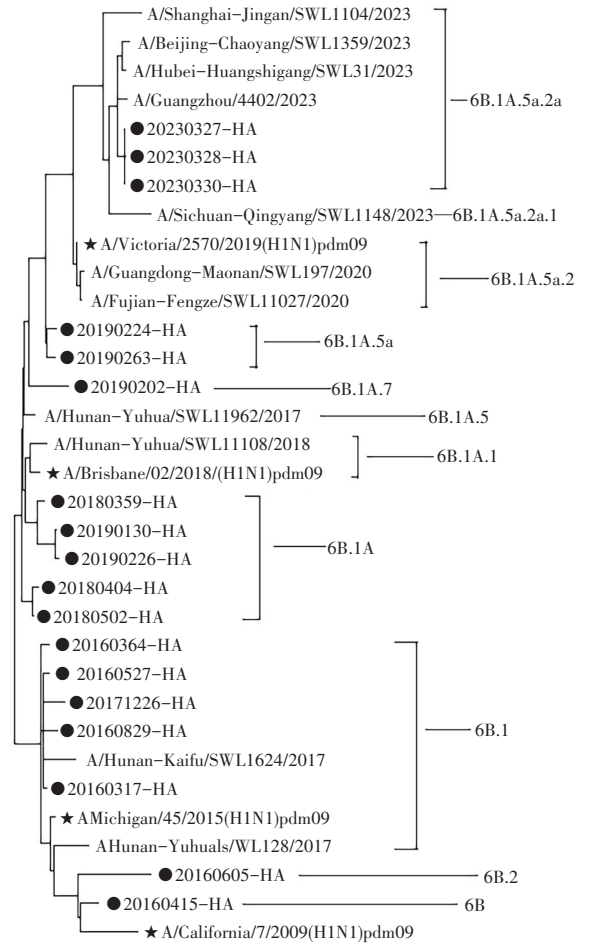 A/Shanghai-Jingan/SWL1104/2023
A/Beijing-Chaoyang/SWL1359/2023
A/Hubei-Huangshigang/SWL31/2023
A/Guangzhou/4402/2023
6B.1A.5a.2a
●20230327-HA
●20230328-HA
●20230330-HA
A/Sichuan-Qingyang/SWL1148/2023 6B.1A.5a.2a.1
★A/Victoria/2570/2019(H1N1)pdm09
A/Guangdong-Maonan/SWL197/2020
6B.1A.5a.2
A/Fujian-Fengze/SWL11027/2020
●20190224-HA
6B.1A.5a
●20190263-HA
●20190202-HA 6B.1A.7
A/Hunan-Yuhua/SWL11962/2017 6B.1A.5
A/Hunan-Yuhua/SWL11108/2018
6B.1A.1
★A/Brisbane/02/2018/(H1N1)pdm09
●20180359-HA
●20190130-HA
6B.1A
●20190226-HA
●20180404-HA
●20180502-HA
●20160364-HA
●20160527-HA
●20171226-HA
●20160829-HA 6B.1
A/Hunan-Kaifu/SWL1624/2017
●20160317-HA
★AMichigan/45/2015(H1N1)pdm09
AHunan-Yuhuals/WL128/2017
●20160605-HA 6B.2
●20160415-HA 6B
★A/California/7/2009(H1N1)pdm09